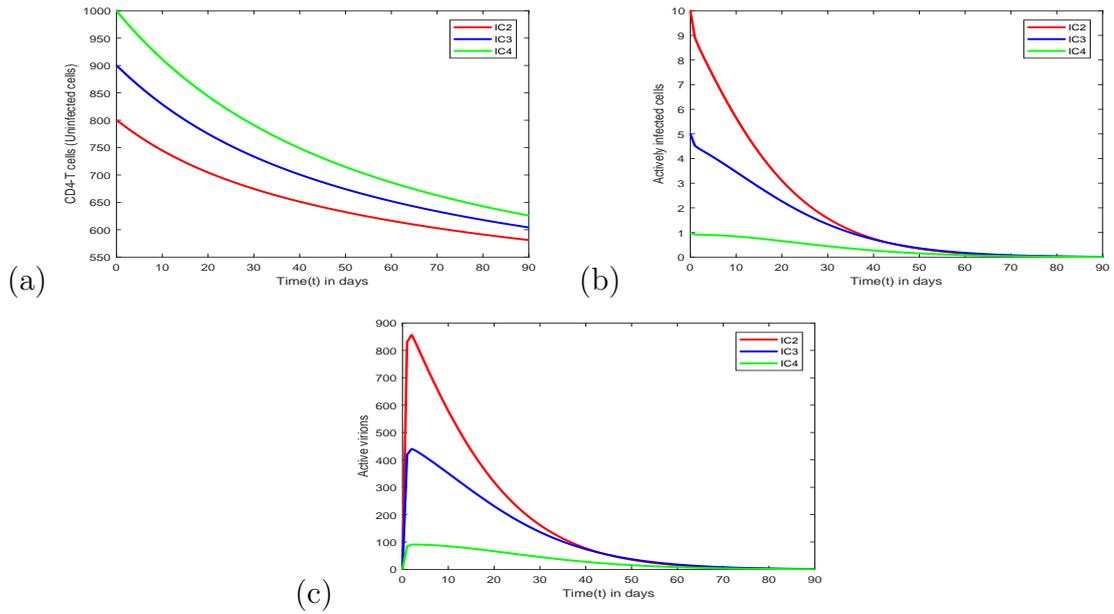 1000
950
900
850
800
750
700
650
600
550
CD4-T cells (Uninfected cells)
IC2
IC3
IC4
0 10 20 30 40 50 60 70 80 90
Time(t) in days
(a)
10
9
8
7
6
5
4
3
2
1
0
Actively infected cells
IC2
IC3
IC4
0 10 20 30 40 50 60 70 80 90
Time(t) in days
(b)
900
800
700
600
500
400
300
200
100
0
Active virions
IC2
IC3
IC4
0 10 20 30 40 50 60 70 80 90
Time(t) in days
(c)